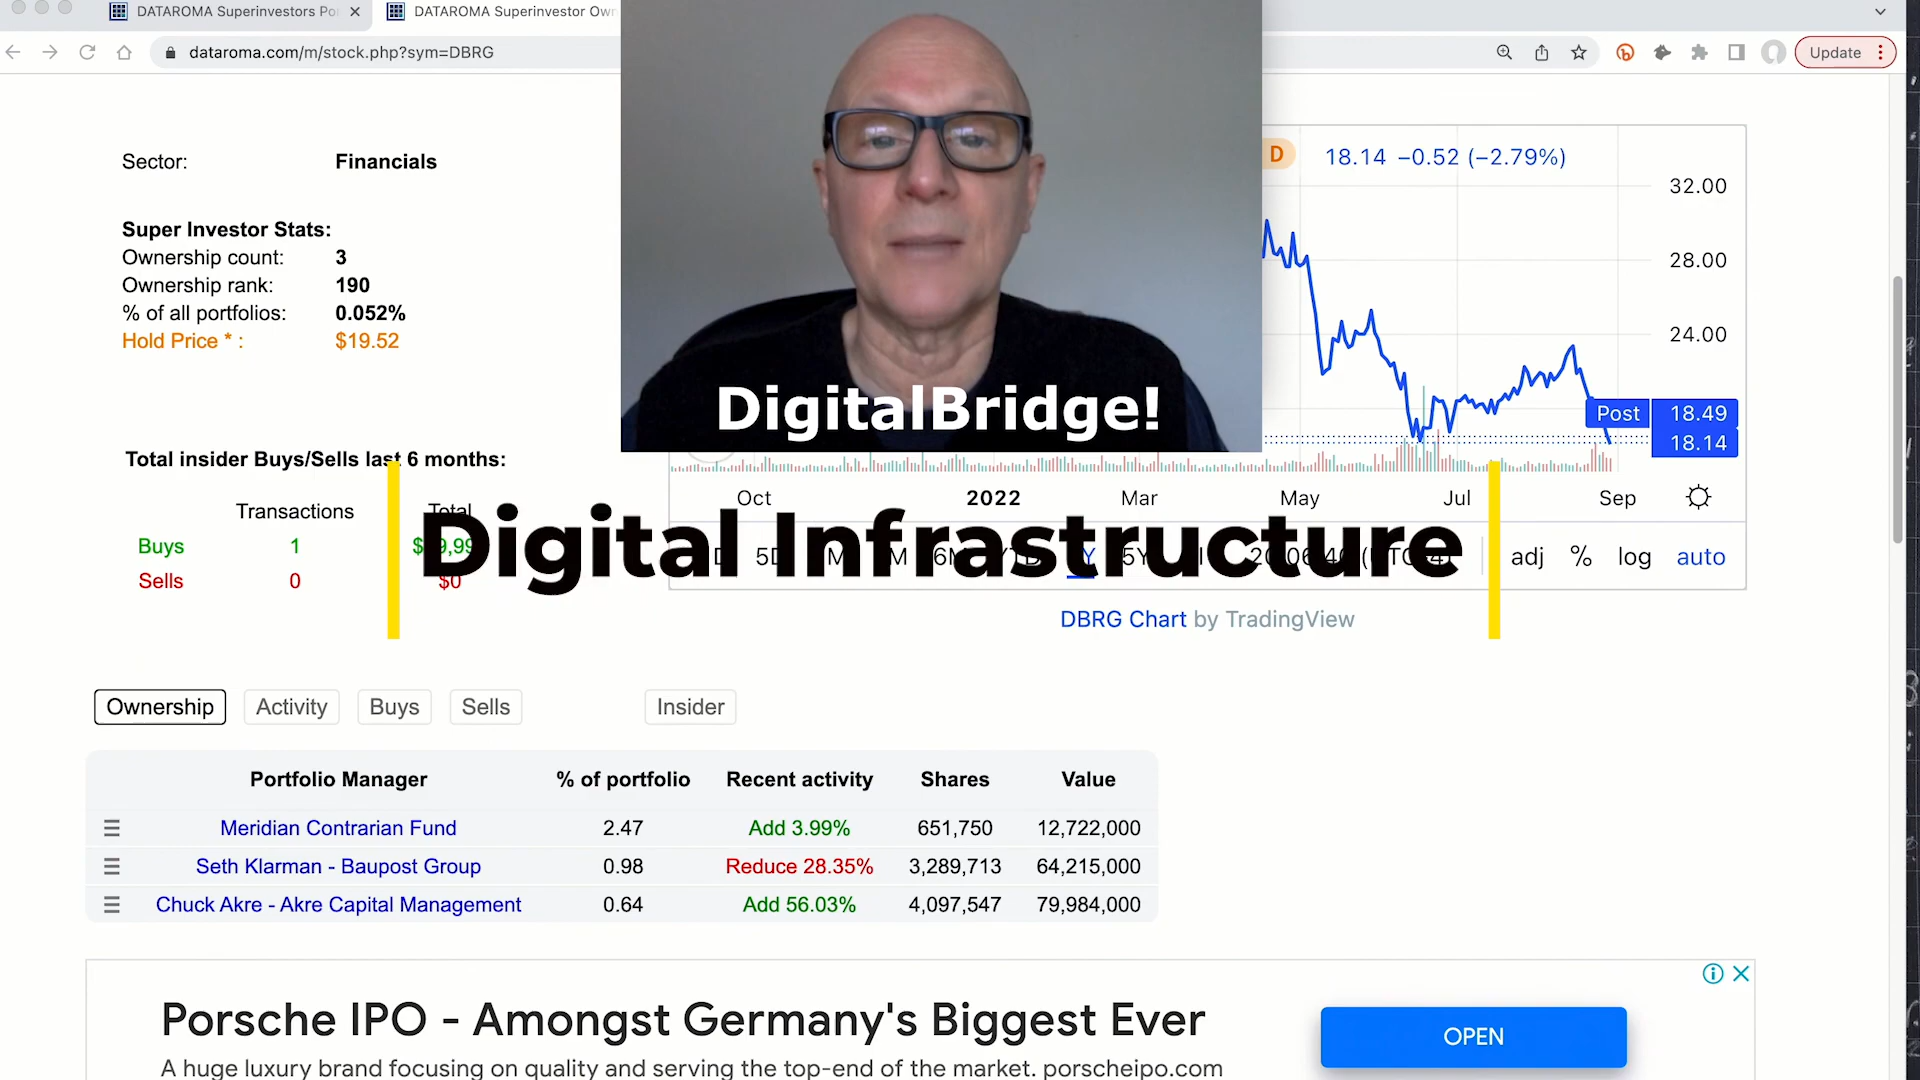 DATAROMA Superinvestors Po
DATAROMA Superinvestor Own
dataroma.com/m/stock.php?sym=DBRG
Update
Sector: Financials
Super Investor Stats:
Ownership count: 3
Ownership rank: 190
% of all portfolios: 0.052%
Hold Price * : $19.52
D 18.14 −0.52 (−2.79%)
32.00
28.00
24.00
Post 18.49
18.14
DigitalBridge!
Total insider Buys/Sells last 6 months:
Oct 2022 Mar May Jul Sep
Transactions Total
Buys 1
Sells 0 $0
Digital Infrastructure
adj % log auto
DBRG Chart by TradingView
Ownership Activity Buys Sells Insider
Portfolio Manager % of portfolio Recent activity Shares Value
Meridian Contrarian Fund 2.47 Add 3.99% 651,750 12,722,000
Seth Klarman - Baupost Group 0.98 Reduce 28.35% 3,289,713 64,215,000
Chuck Akre - Akre Capital Management 0.64 Add 56.03% 4,097,547 79,984,000
Porsche IPO - Amongst Germany's Biggest Ever
A huge luxury brand focusing on quality and serving the top-end of the market. porscheipo.com
OPEN